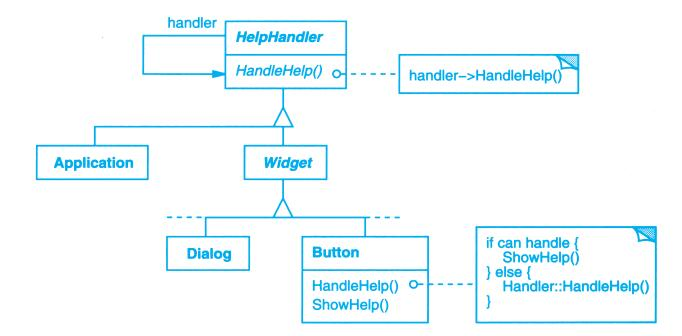 handler
HelpHandler
HandleHelp()
handler->HandleHelp()
Application
Widget
Dialog
Button
HandleHelp()
ShowHelp()
if can handle {
ShowHelp()
} else {
Handler::HandleHelp()
}